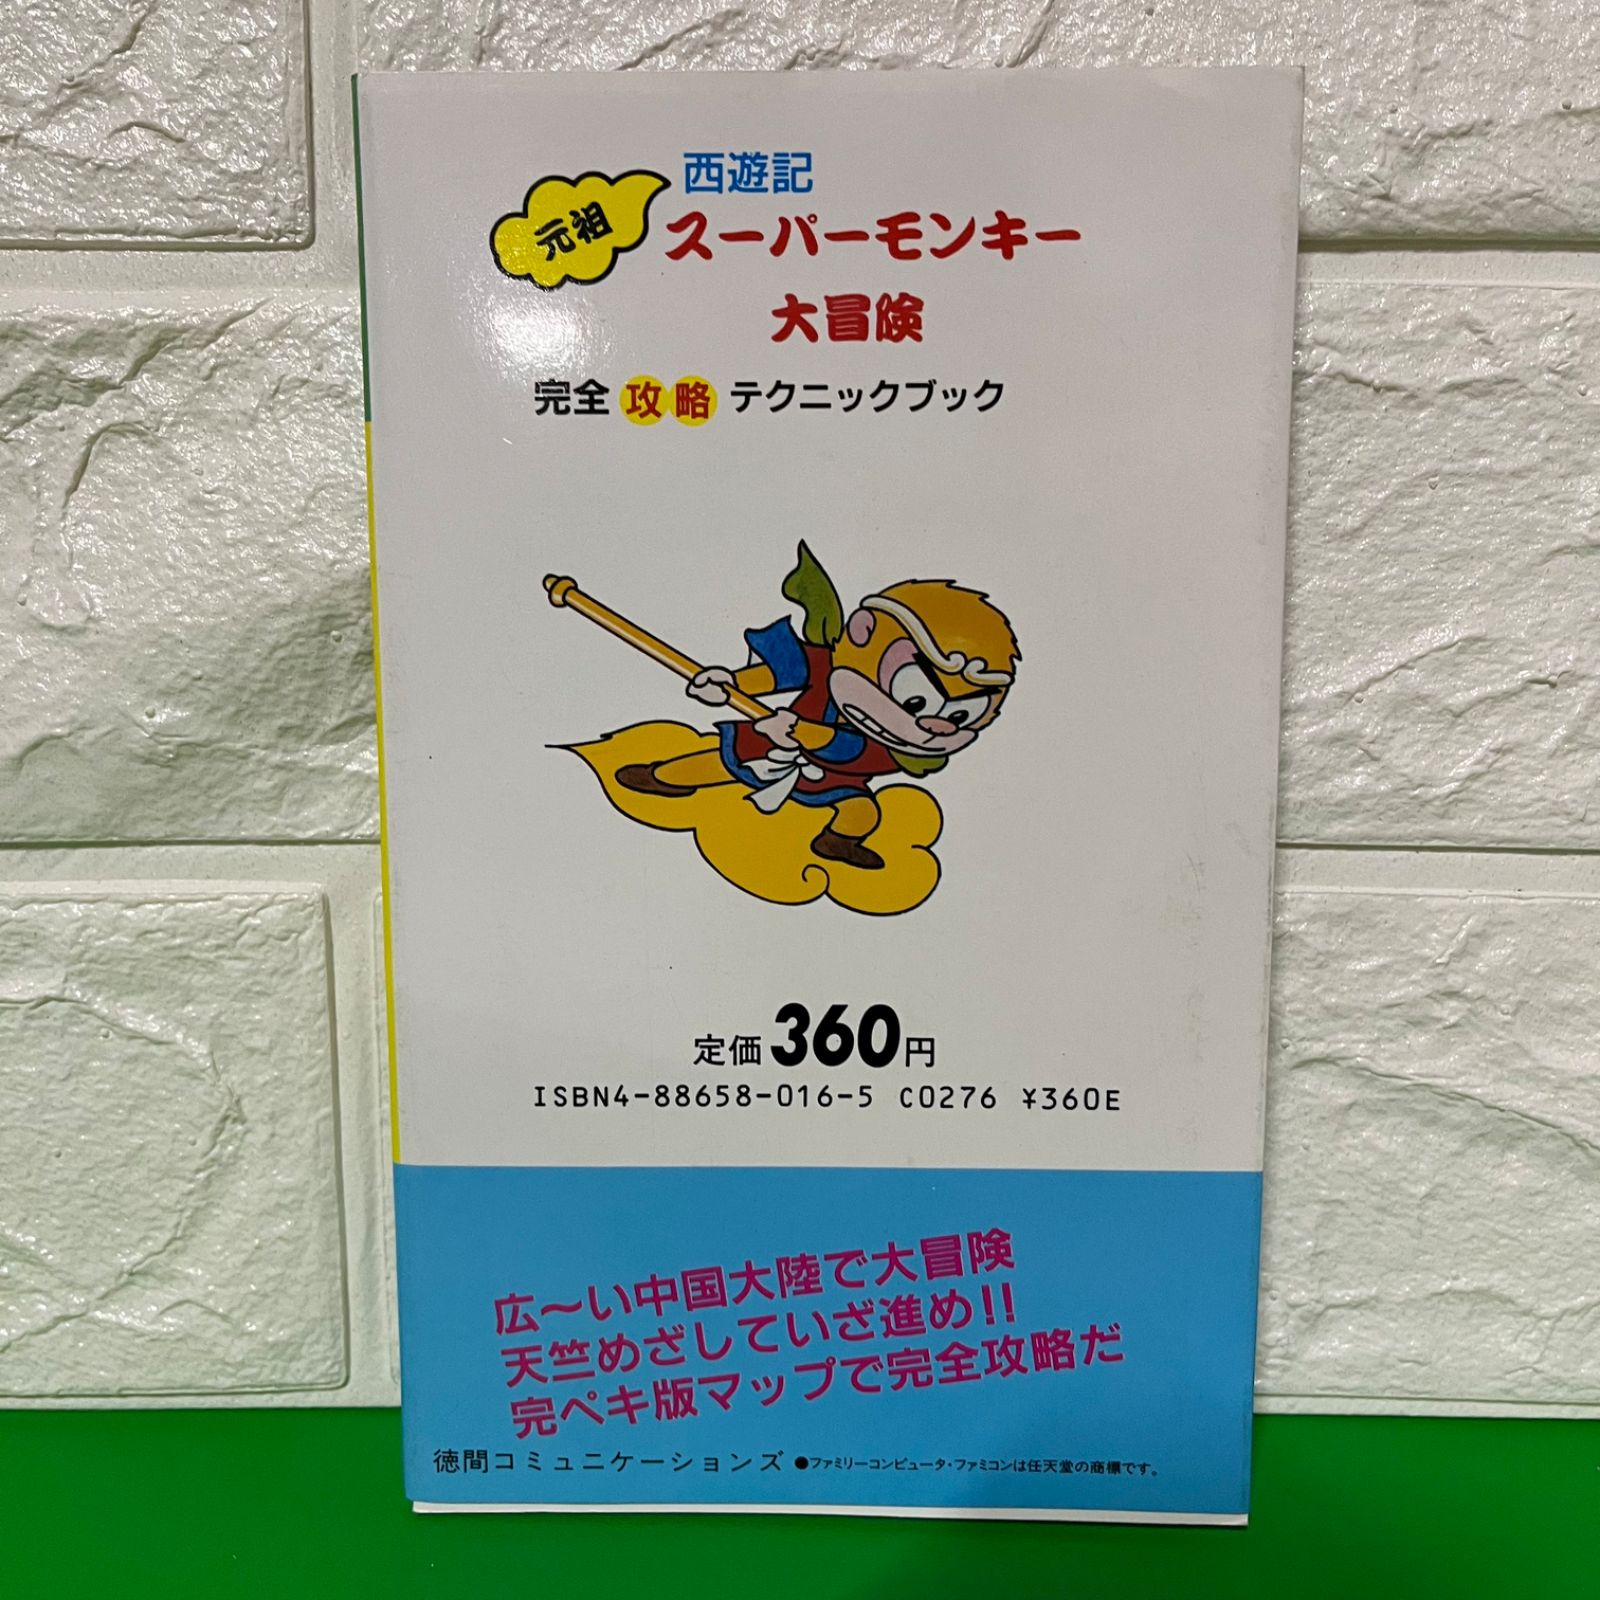 西遊記
元祖 スーパーモンキー
大冒険
完全攻略テクニックブック
定価360円
ISBN4-88658-016-5 C0276 ¥360E
広〜い中国大陸で大冒険
天竺めざしていざ進め!!
完ペキ版マップで完全攻略だ
徳間コミュニケーションズ ●ファミリーコンピュータ・ファミコンは任天堂の商標です。